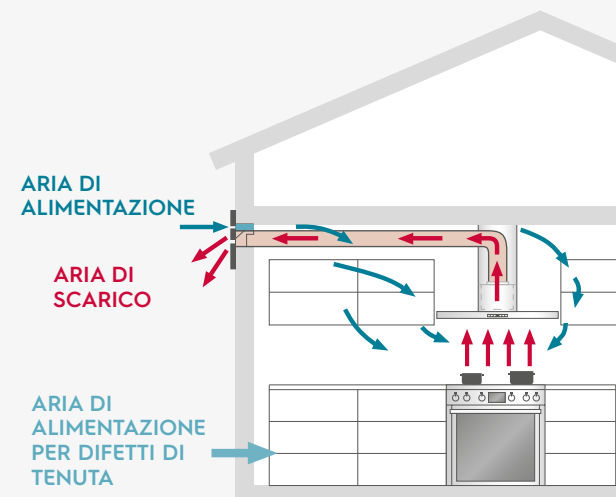 ARIA DI
ALIMENTAZIONE
ARIA DI
SCARICO
ARIA DI
ALIMENTAZIONE
PER DIFETTI DI
TENUTA